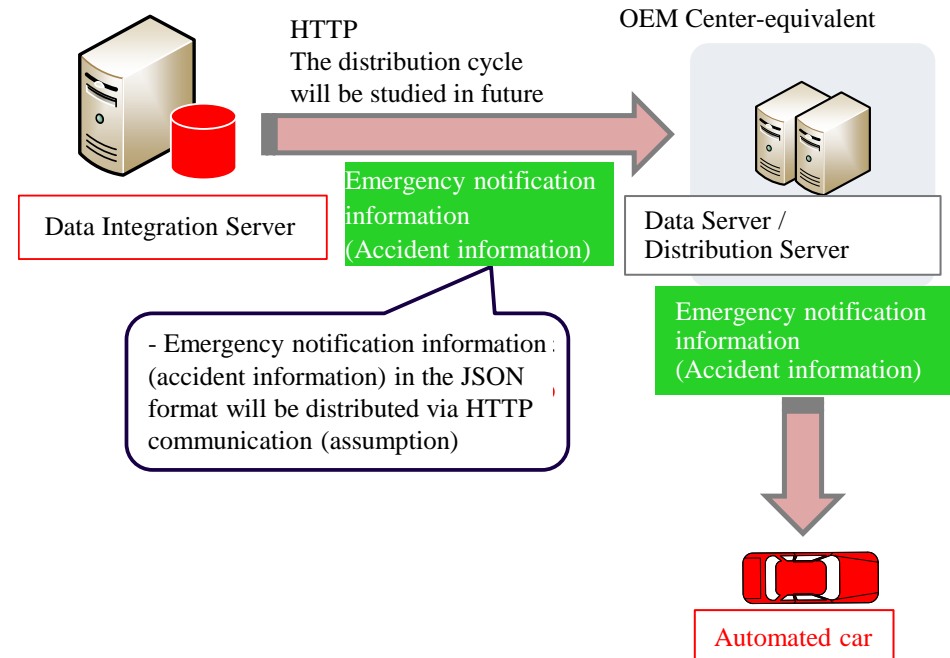 HTTP
The distribution cycle
will be studied in future
OEM Center-equivalent
Data Integration Server
Emergency notification
information
(Accident information)
Data Server /
Distribution Server
- Emergency notification information
(accident information) in the JSON
format will be distributed via HTTP
communication (assumption)
Emergency notification
information
(Accident information)
Automated car